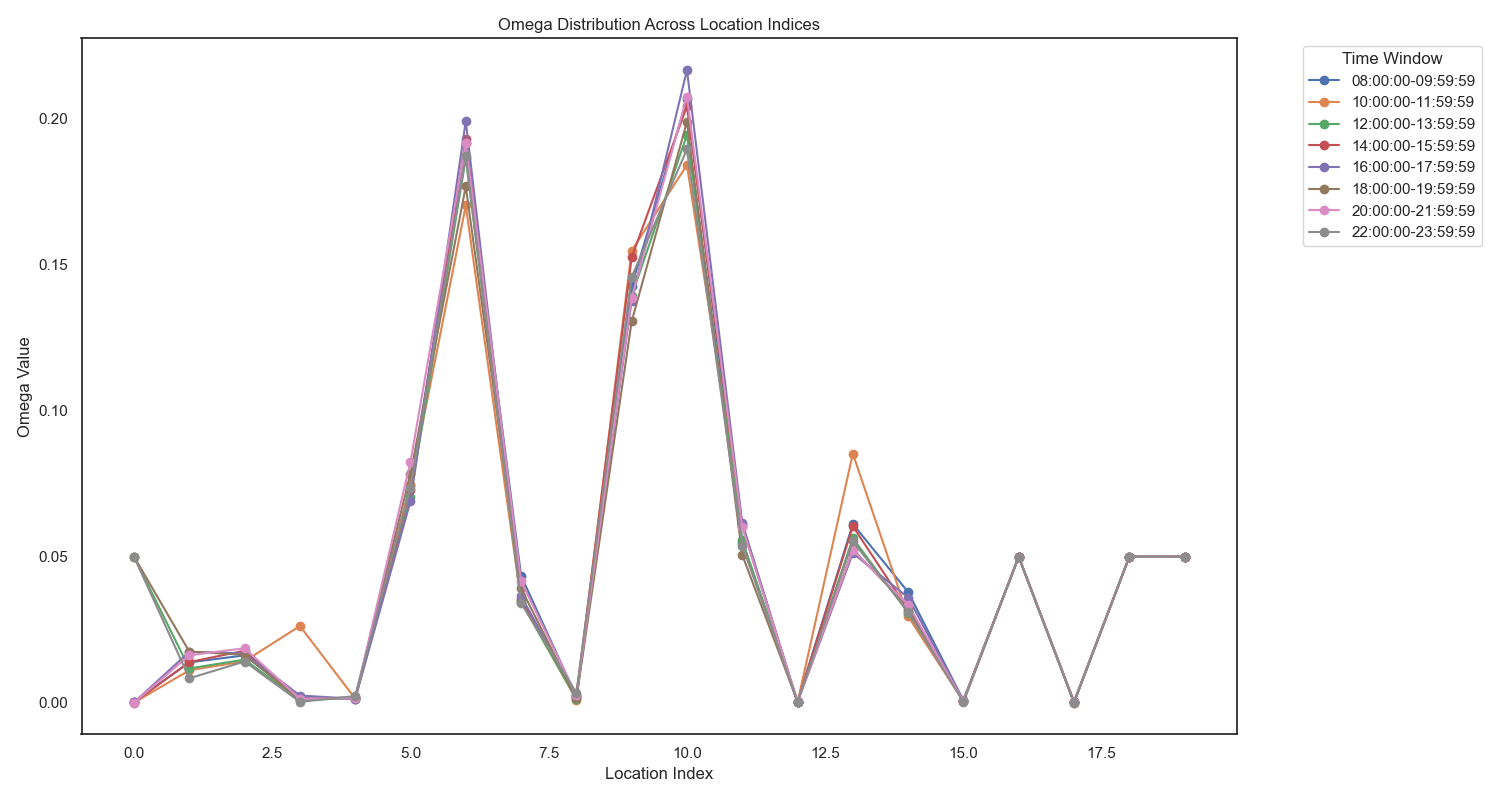 Omega Distribution Across Location Indices
Time Window
08:00:00-09:59:59
10:00:00-11:59:59
12:00:00-13:59:59
14:00:00-15:59:59
16:00:00-17:59:59
18:00:00-19:59:59
20:00:00-21:59:59
22:00:00-23:59:59
Omega Value
0.20
0.15
0.10
0.05
0.00
0.0 2.5 5.0 7.5 10.0 12.5 15.0 17.5
Location Index